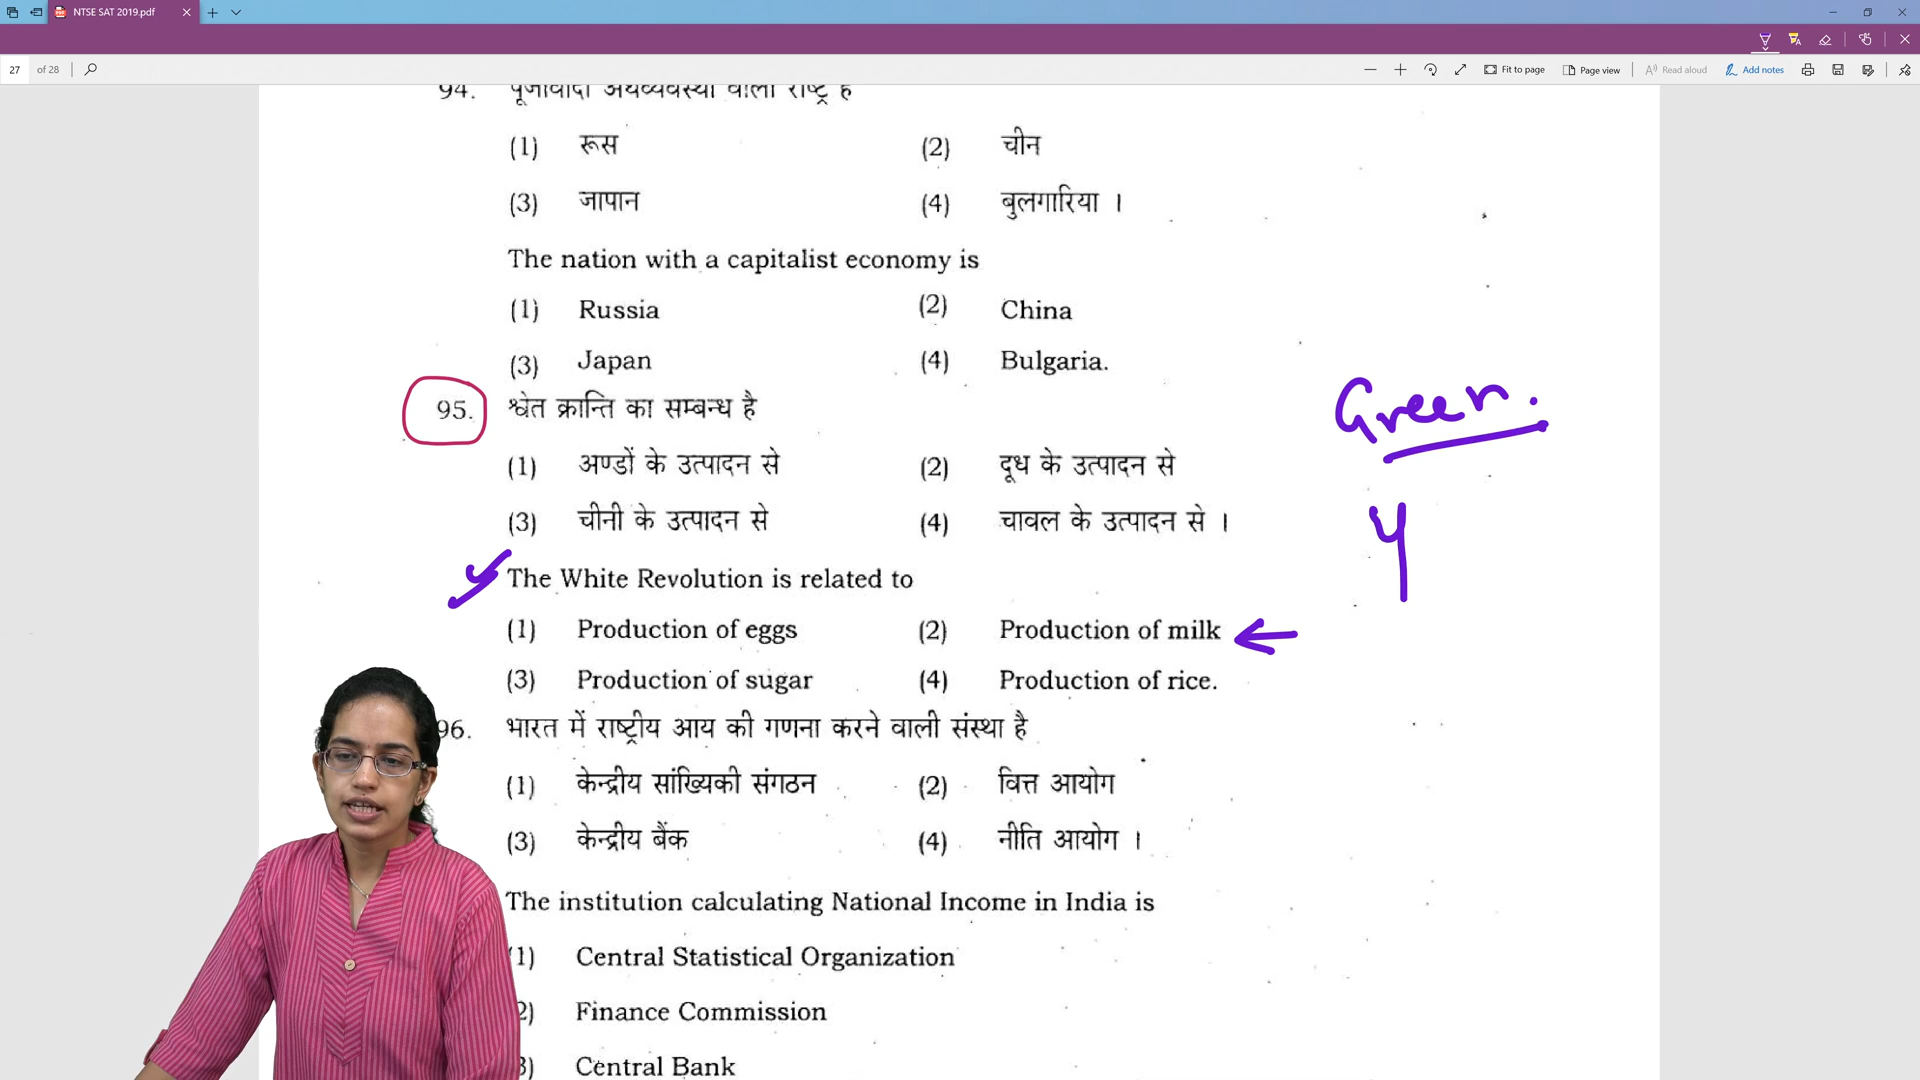 NTSE SAT 2019.pdf
27 of 28
Fit to page
Page view
Read aloud
Add notes
94. पूंजीवादी अर्थव्यवस्था वाला राष्ट्र है
(1) रूस (2) चीन
(3) जापान (4) बुलगारिया ।
The nation with a capitalist economy is
(1) Russia (2) China
(3) Japan (4) Bulgaria.
95. श्वेत क्रान्ति का सम्बन्ध है
Green.
(1) अण्डों के उत्पादन से (2) दूध के उत्पादन से
(3) चीनी के उत्पादन से (4) चावल के उत्पादन से ।
y
The White Revolution is related to
(1) Production of eggs (2) Production of milk
(3) Production of sugar (4) Production of rice.
96. भारत में राष्ट्रीय आय की गणना करने वाली संस्था है
(1) केन्द्रीय सांख्यिकी संगठन (2) वित्त आयोग
(3) केन्द्रीय बैंक (4) नीति आयोग ।
The institution calculating National Income in India is
(1) Central Statistical Organization
2) Finance Commission
3) Central Bank